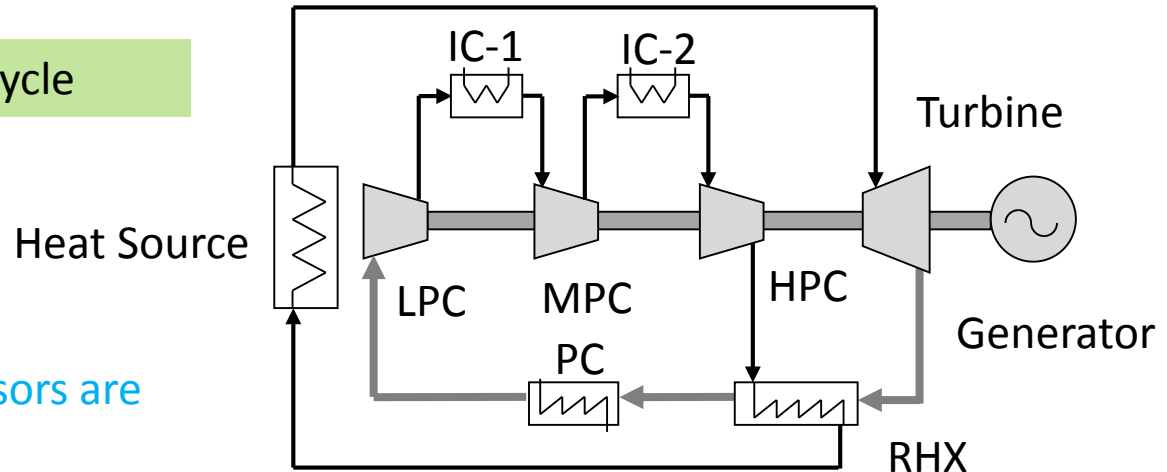 ycle
IC-1
IC-2
Turbine
Heat Source
LPC
MPC
HPC
Generator
PC
sors are
RHX